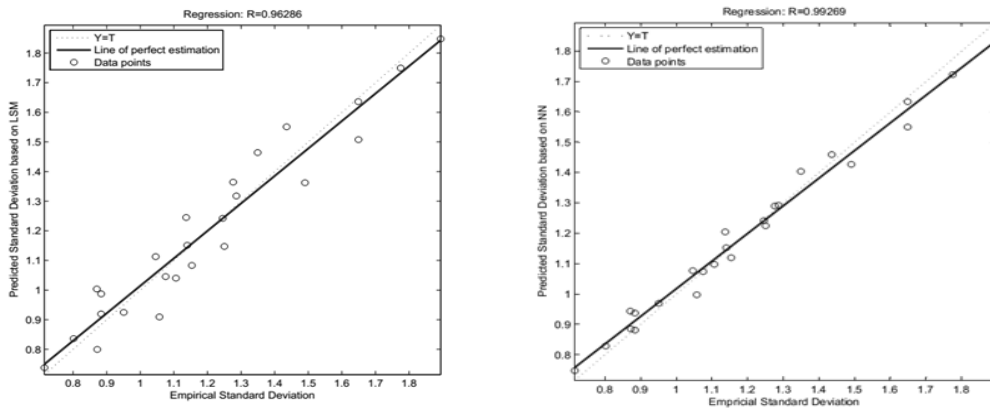 Regression: R=0.96286
Y=T
Line of perfect estimation
Data points
Predicted Standard Deviation based on LSM
1.8
1.7
1.6
1.5
1.4
1.3
1.2
1.1
1
0.9
0.8
0.8 0.9 1 1.1 1.2 1.3 1.4 1.5 1.6 1.7 1.8
Empirical Standard Deviation
Regression: R=0.99269
Y=T
Line of perfect estimation
Data points
Predicted Standard Deviation based on NN
1.8
1.7
1.6
1.5
1.4
1.3
1.2
1.1
1
0.9
0.8
0.8 0.9 1 1.1 1.2 1.3 1.4 1.5 1.6 1.7 1.8
Empricial Standard Deviation